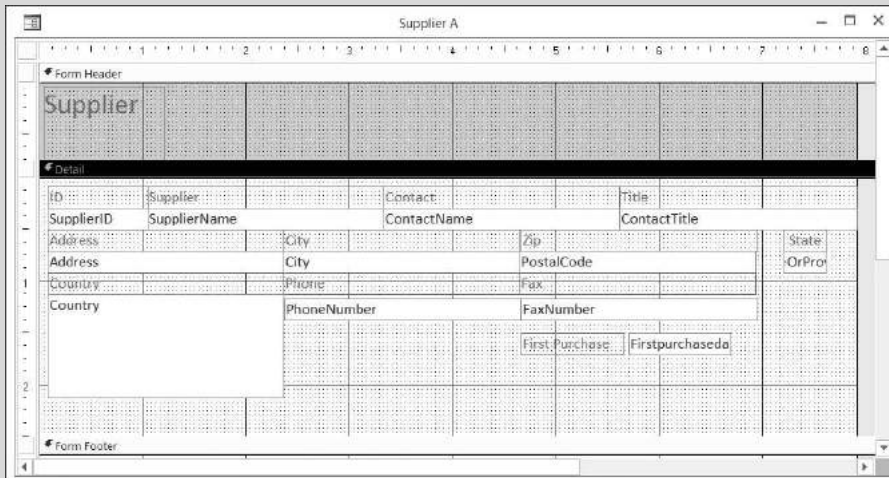 Supplier A
1 2 3 4 5 6 7 8
Form Header
Supplier
Detail
ID Supplier Contact Title
SupplierID SupplierName ContactName ContactTitle
Address City Zip State
Address City PostalCode OrPro
1
Country Phone Fax
Country PhoneNumber FaxNumber
First Purchase Firstpurchaseda
2
Form Footer